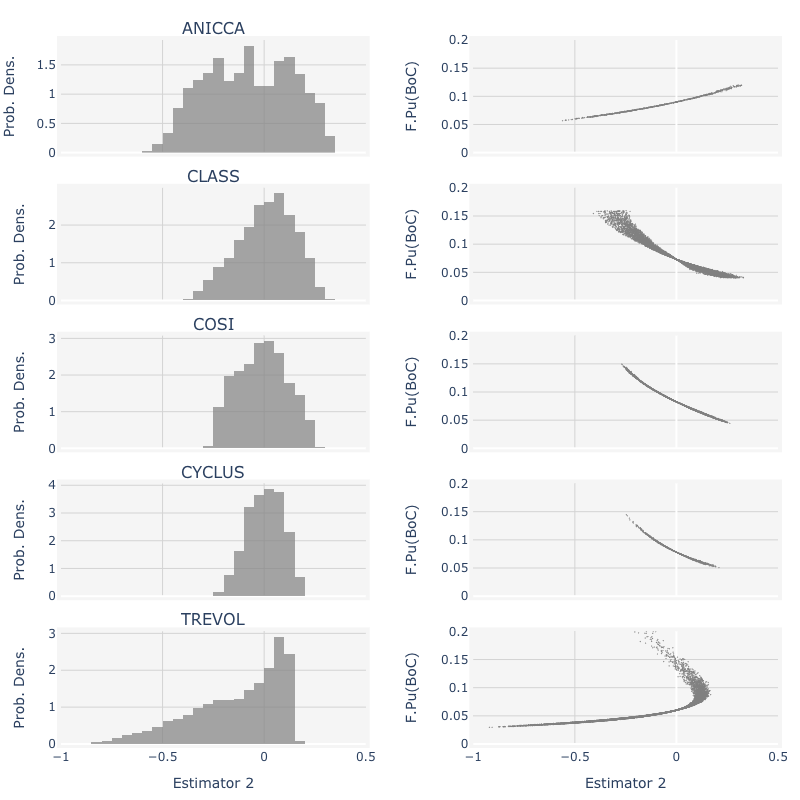 ANICCA
Prob. Dens.
1.5
1
0.5
0
F.Pu(BoC)
0.2
0.15
0.1
0.05
0
CLASS
Prob. Dens.
2
1
0
F.Pu(BoC)
0.2
0.15
0.1
0.05
0
COSI
Prob. Dens.
3
2
1
0
F.Pu(BoC)
0.2
0.15
0.1
0.05
0
CYCLUS
Prob. Dens.
4
3
2
1
0
F.Pu(BoC)
0.2
0.15
0.1
0.05
0
TREVOL
Prob. Dens.
3
2
1
0
F.Pu(BoC)
0.2
0.15
0.1
0.05
0
−1 −0.5 0 0.5
Estimator 2
−1 −0.5 0 0.5
Estimator 2